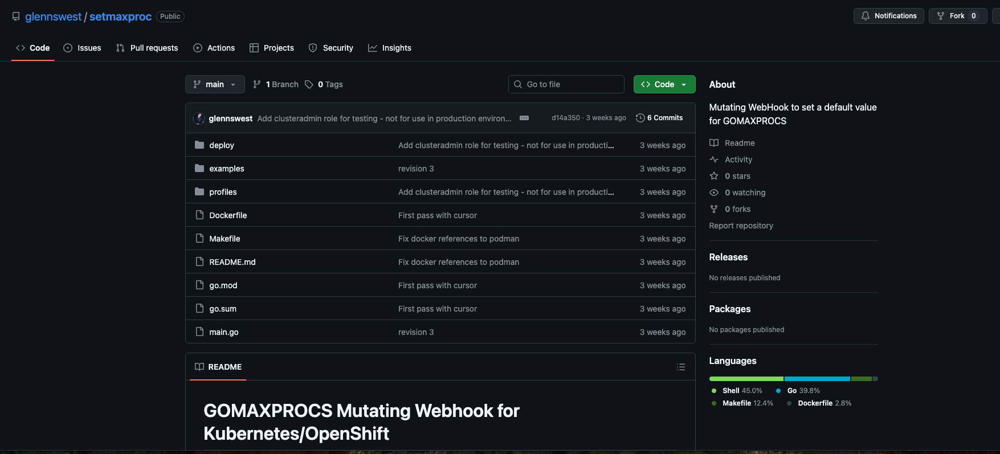 glennswest / setmaxproc Public
Notifications
Fork 0
Code Issues Pull requests Actions Projects Security Insights
main 1 Branch 0 Tags
Go to file
Code
glennswest Add clusteradmin role for testing - not for use in production environ... d14a350 · 3 weeks ago 6 Commits
deploy Add clusteradmin role for testing - not for use in producti... 3 weeks ago
examples revision 3 3 weeks ago
profiles Add clusteradmin role for testing - not for use in producti... 3 weeks ago
Dockerfile First pass with cursor 3 weeks ago
Makefile Fix docker references to podman 3 weeks ago
README.md Fix docker references to podman 3 weeks ago
go.mod First pass with cursor 3 weeks ago
go.sum First pass with cursor 3 weeks ago
main.go revision 3 3 weeks ago
README
GOMAXPROCS Mutating Webhook for
Kubernetes/OpenShift
About
Mutating WebHook to set a default value
for GOMAXPROCS
Readme
Activity
0 stars
0 watching
0 forks
Report repository
Releases
No releases published
Packages
No packages published
Languages
Shell 45.0% Go 39.8%
Makefile 12.4% Dockerfile 2.8%